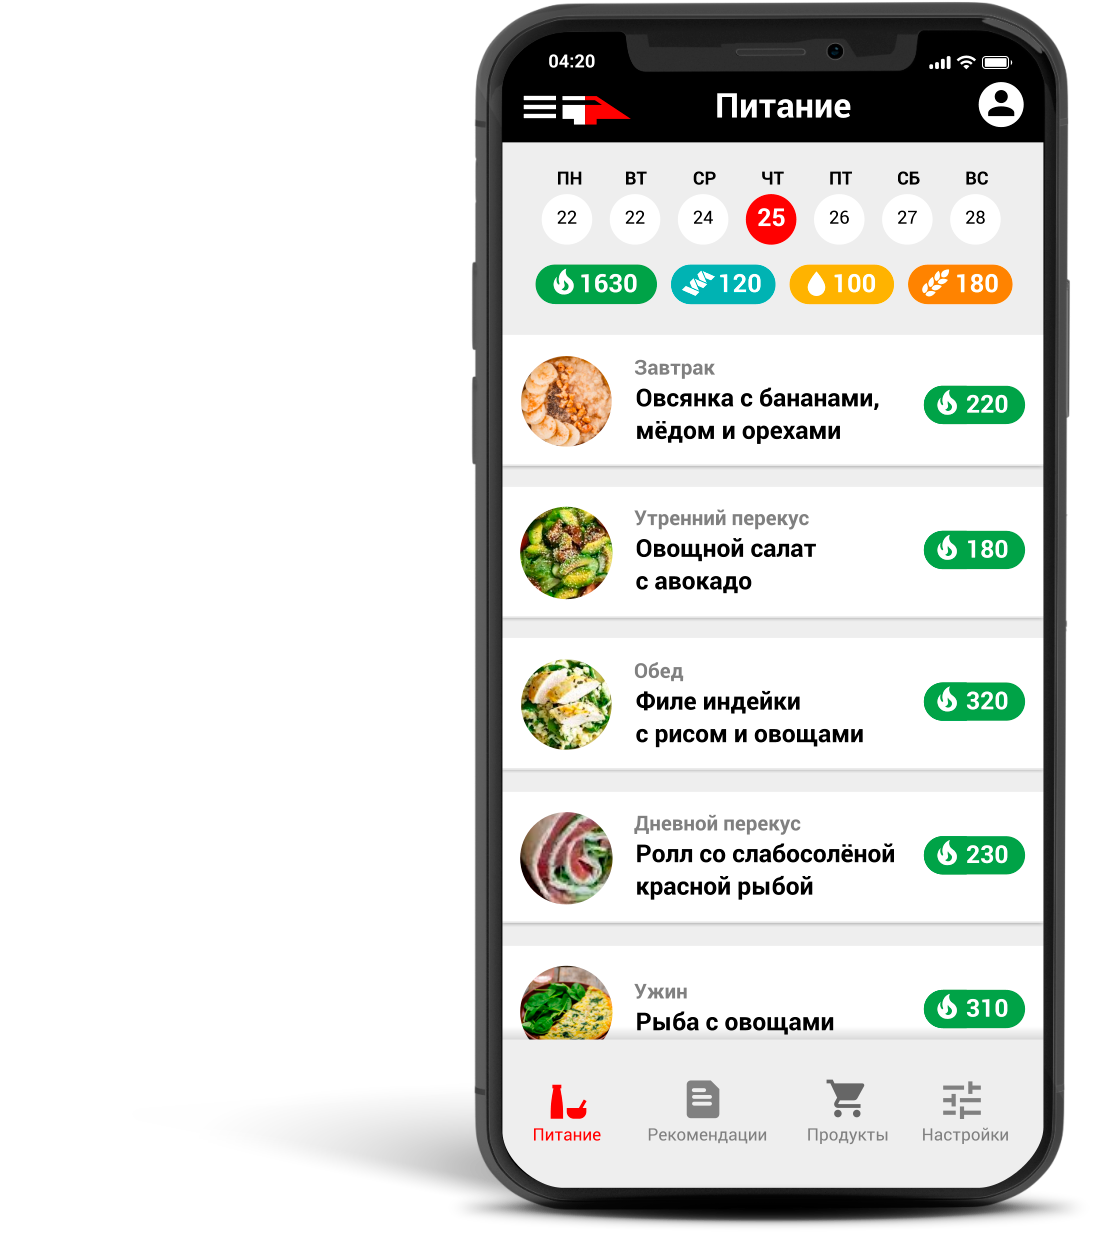 04:20
Питание
ПН ВТ СР ЧТ ПТ СБ ВС
22 22 24 25 26 27 28
1630 120 100 180
Завтрак
Овсянка с бананами,
мёдом и орехами
220
Утренний перекус
Овощной салат
с авокадо
180
Обед
Филе индейки
с рисом и овощами
320
Дневной перекус
Ролл со слабосолёной
красной рыбой
230
Ужин
Рыба с овощами
310
Питание Рекомендации Продукты Настройки